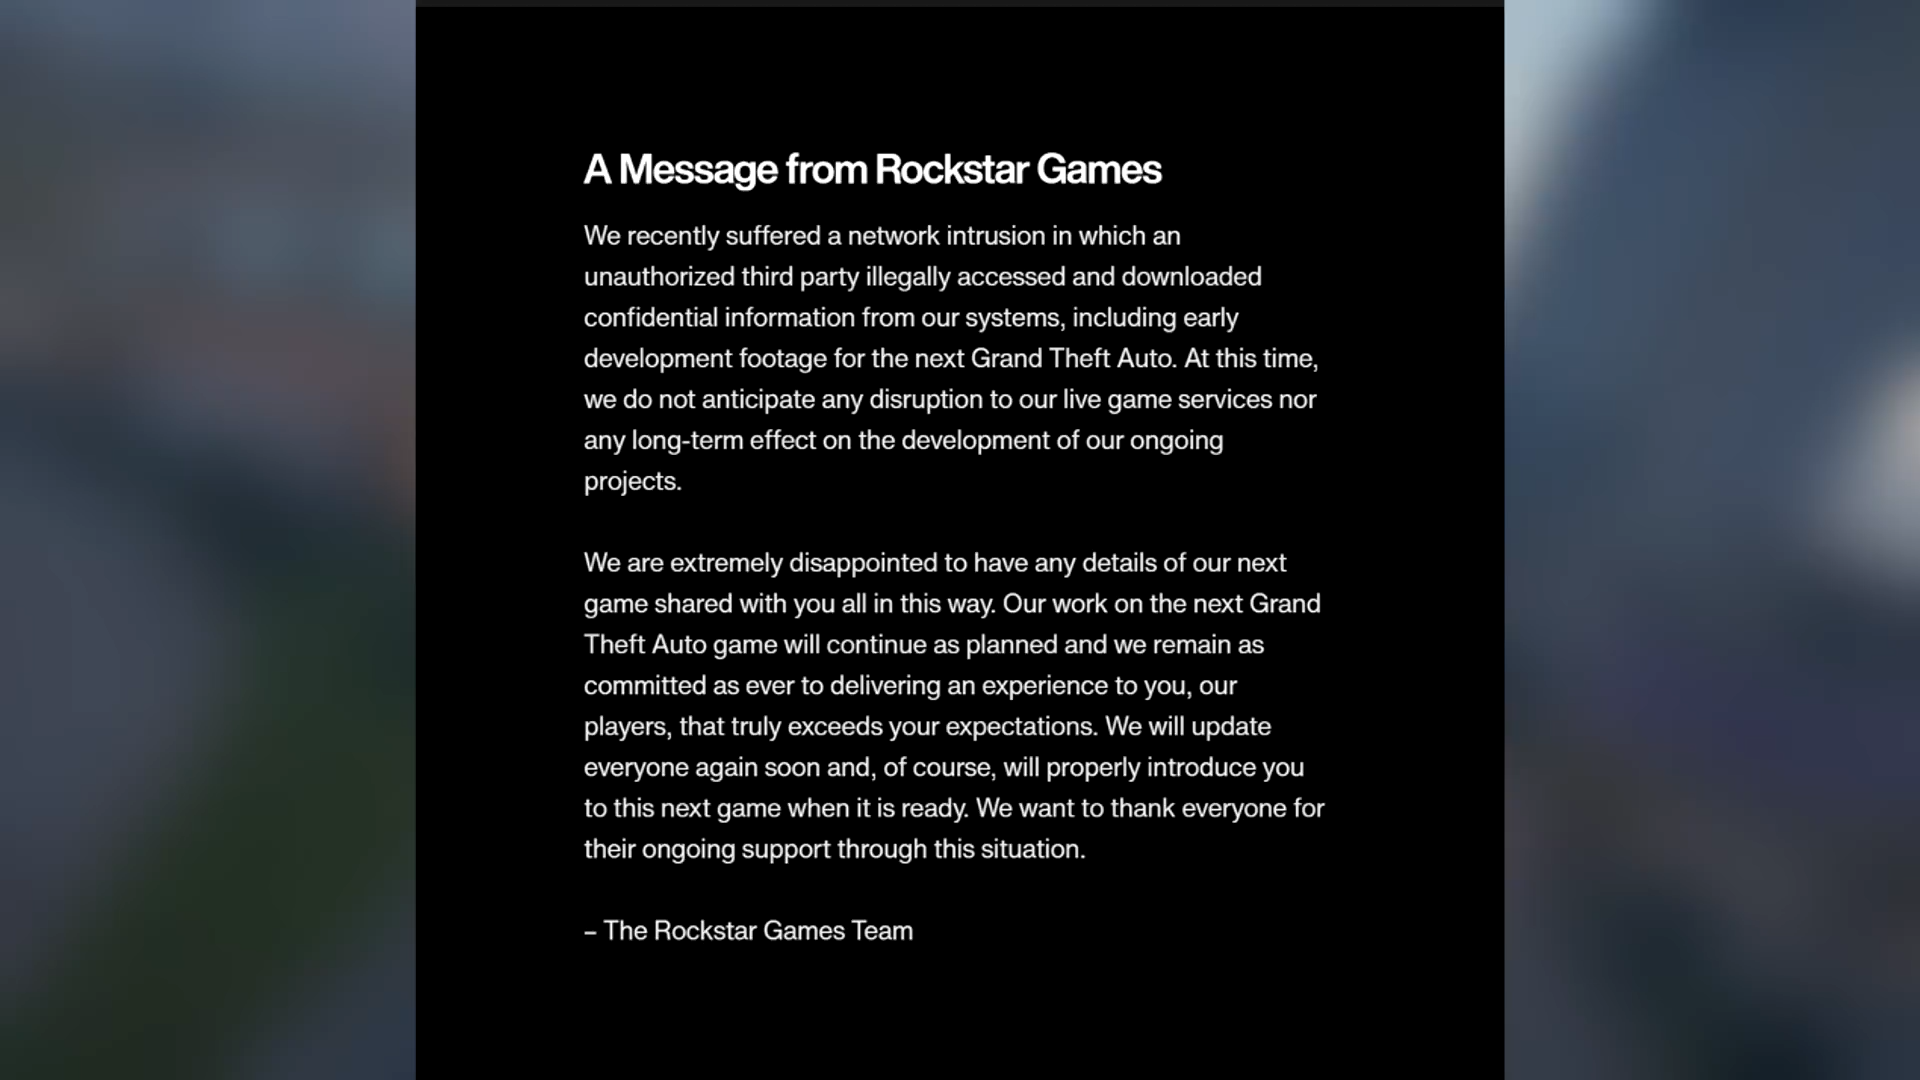 A Message from Rockstar Games
We recently suffered a network intrusion in which an
unauthorized third party illegally accessed and downloaded
confidential information from our systems, including early
development footage for the next Grand Theft Auto. At this time,
we do not anticipate any disruption to our live game services nor
any long-term effect on the development of our ongoing
projects.
We are extremely disappointed to have any details of our next
game shared with you all in this way. Our work on the next Grand
Theft Auto game will continue as planned and we remain as
committed as ever to delivering an experience to you, our
players, that truly exceeds your expectations. We will update
everyone again soon and, of course, will properly introduce you
to this next game when it is ready. We want to thank everyone for
their ongoing support through this situation.
– The Rockstar Games Team